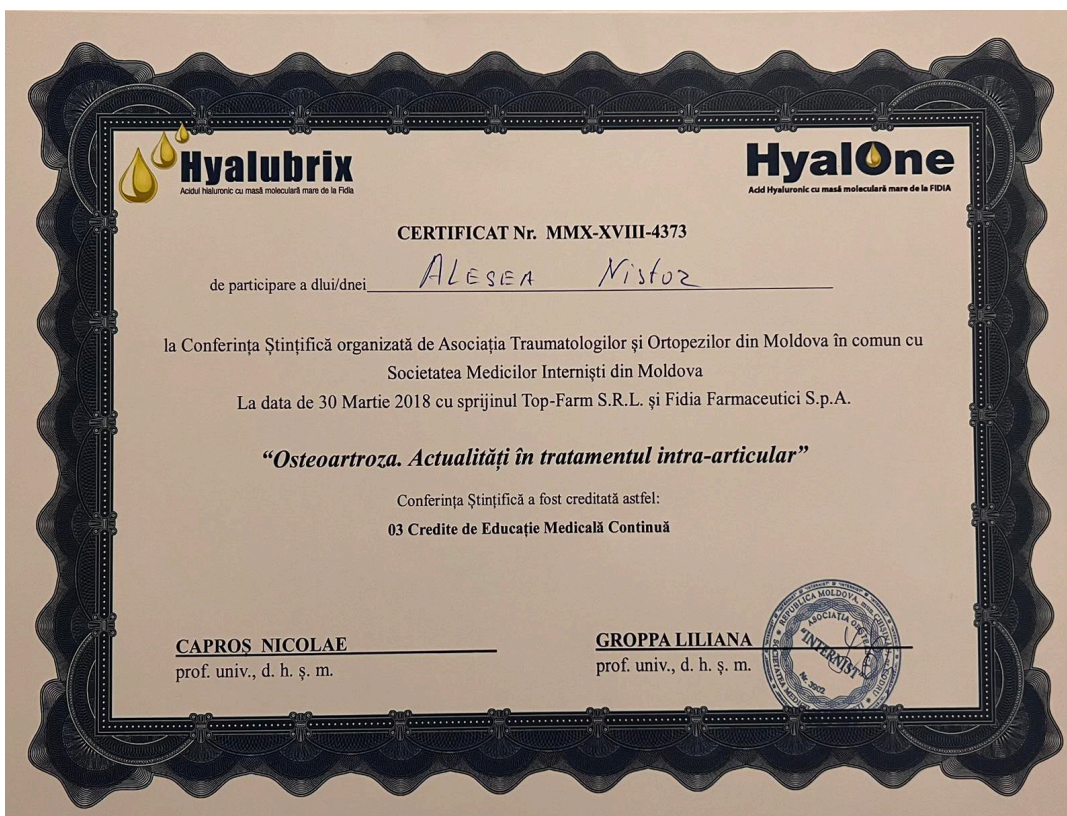 Hyalubrix
Acidul hialuronic cu masă moleculară mare de la Fidia
HyalOne
Acid Hyaluronic cu masă moleculară mare de la FIDIA
CERTIFICAT Nr. MMX-XVIII-4373
de participare a dlui/dnei ALESEA Nistor
la Conferința Științifică organizată de Asociația Traumatologilor și Ortopezilor din Moldova în comun cu
Societatea Medicilor Interniști din Moldova
La data de 30 Martie 2018 cu sprijinul Top-Farm S.R.L. și Fidia Farmaceutici S.p.A.
“Osteoartroza. Actualități în tratamentul intra-articular”
Conferința Științifică a fost creditată astfel:
03 Credite de Educație Medicală Continuă
CAPROȘ NICOLAE
prof. univ., d. h. ș. m.
GROPPA LILIANA
prof. univ., d. h. ș. m.
REPUBLICA MOLDOVA
"INTERNIST"